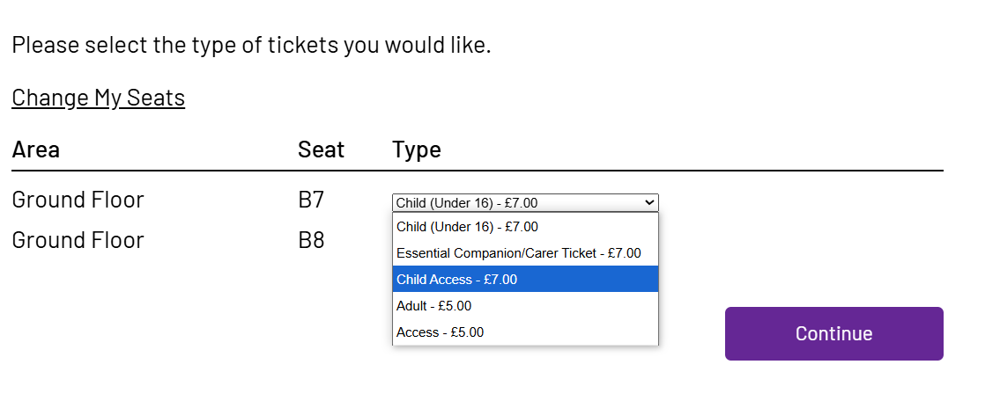 Please select the type of tickets you would like.
Change My Seats
Area Seat Type
Ground Floor B7 Child (Under 16) - £7.00
Child (Under 16) - £7.00
Ground Floor B8
Essential Companion/Carer Ticket - £7.00
Child Access - £7.00
Adult - £5.00
Access - £5.00
Continue